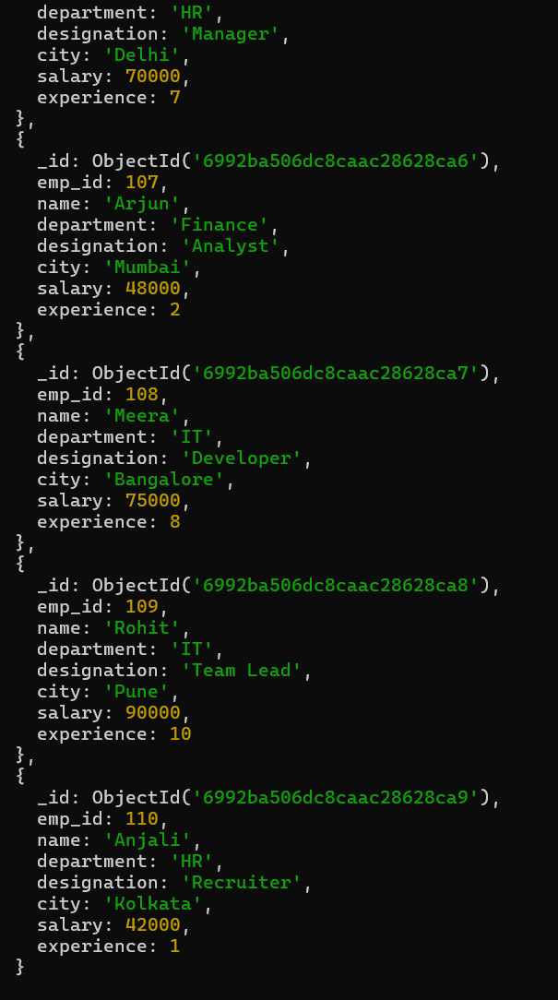 department: 'HR',
designation: 'Manager',
city: 'Delhi',
salary: 70000,
experience: 7
},
{
_id: ObjectId('6992ba506dc8caac28628ca6'),
emp_id: 107,
name: 'Arjun',
department: 'Finance',
designation: 'Analyst',
city: 'Mumbai',
salary: 48000,
experience: 2
},
{
_id: ObjectId('6992ba506dc8caac28628ca7'),
emp_id: 108,
name: 'Meera',
department: 'IT',
designation: 'Developer',
city: 'Bangalore',
salary: 75000,
experience: 8
},
{
_id: ObjectId('6992ba506dc8caac28628ca8'),
emp_id: 109,
name: 'Rohit',
department: 'IT',
designation: 'Team Lead',
city: 'Pune',
salary: 90000,
experience: 10
},
{
_id: ObjectId('6992ba506dc8caac28628ca9'),
emp_id: 110,
name: 'Anjali',
department: 'HR',
designation: 'Recruiter',
city: 'Kolkata',
salary: 42000,
experience: 1
}